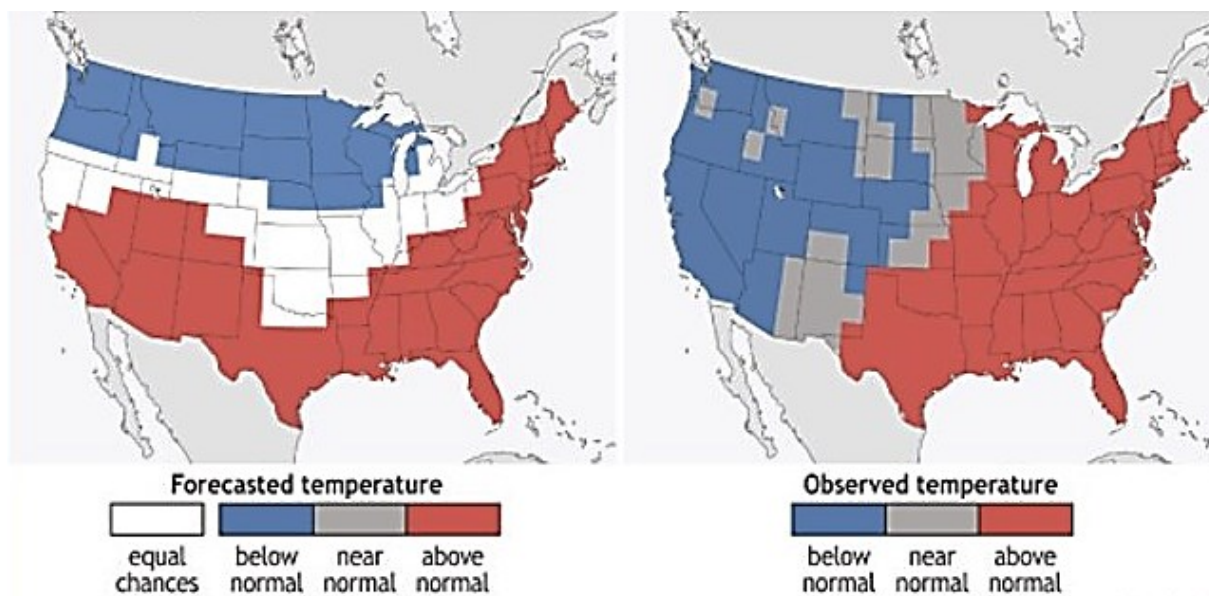 Forecasted temperature
equal chances
below normal
near normal
above normal
Observed temperature
below normal
near normal
above normal